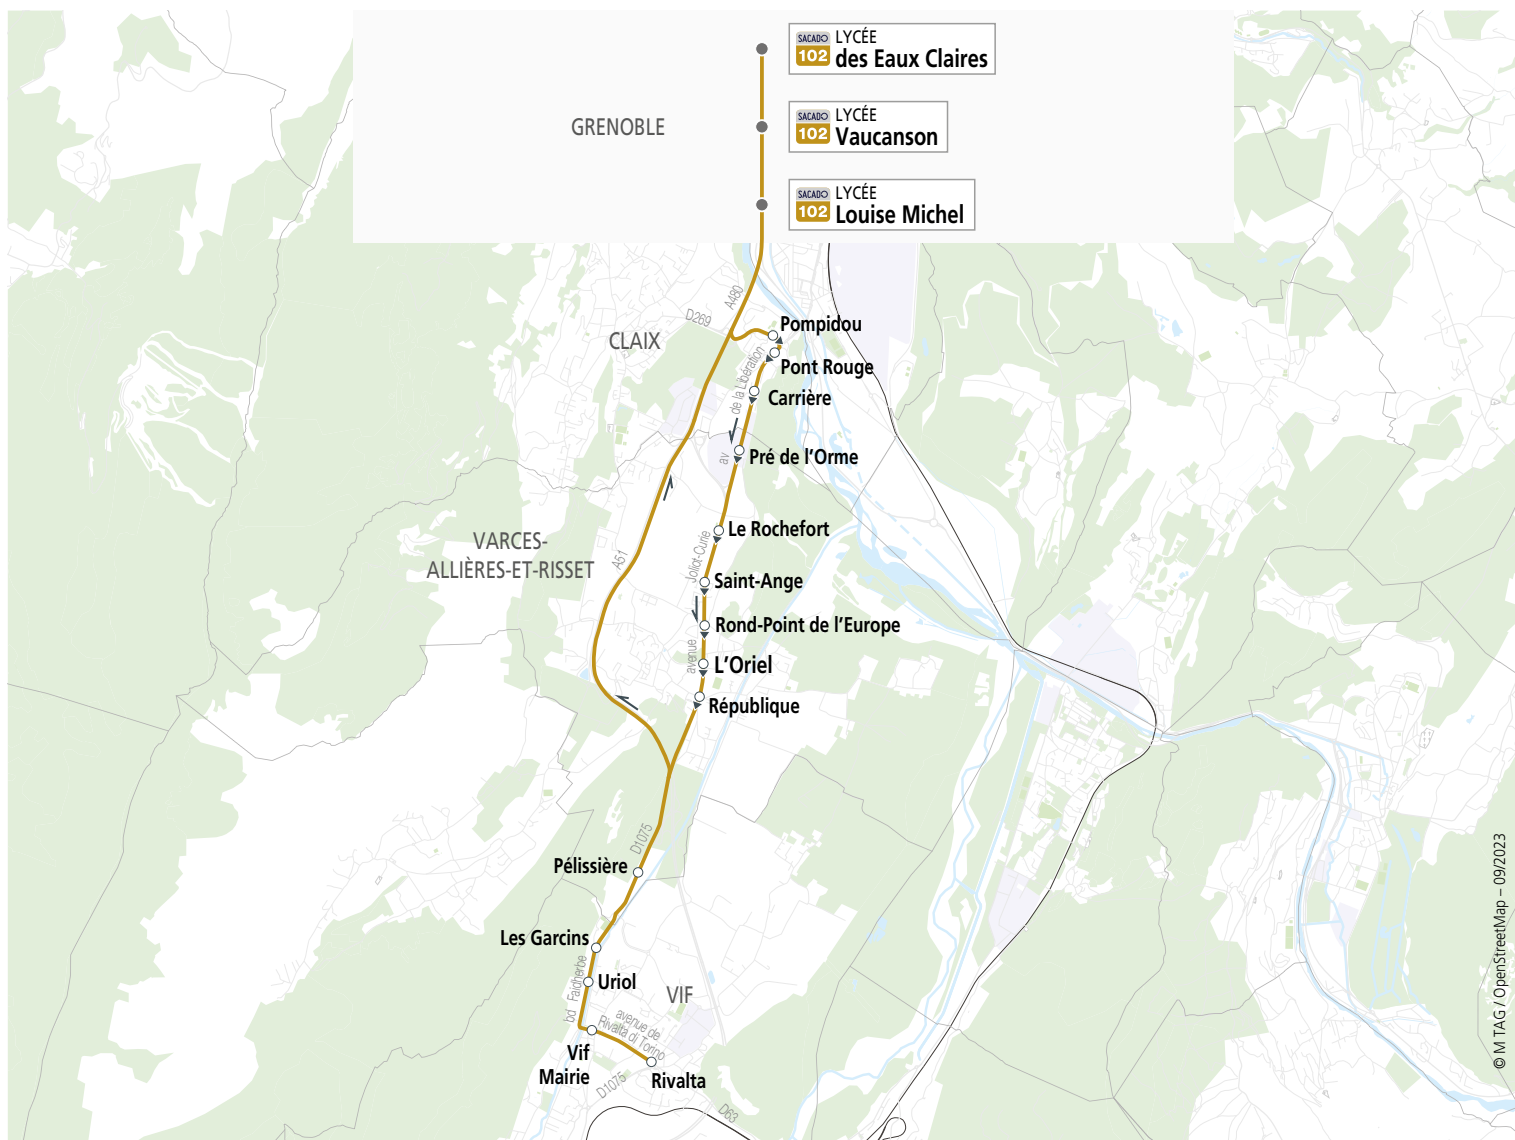 SACADO
102
LYCÉE
des Eaux Claires
GRENOBLE
SACADO
102
LYCÉE
Vaucanson
SACADO
102
LYCÉE
Louise Michel
A480
D269
Pompidou
CLAIX
Pont Rouge
av de la Libération
Carrière
Pré de l'Orme
Le Rochefort
VARCES-
ALLIÈRES-ET-RISSET
A51
avenue Joliot-Curie
Saint-Ange
Rond-Point de l'Europe
L'Oriel
République
D1075
Pélissière
Les Garcins
bd Faidherbe
Uriol
VIF
avenue de
Rivalta di Torino
Vif
Mairie
Rivalta
D1075
D63
© M TAG / OpenStreetMap – 09/2023